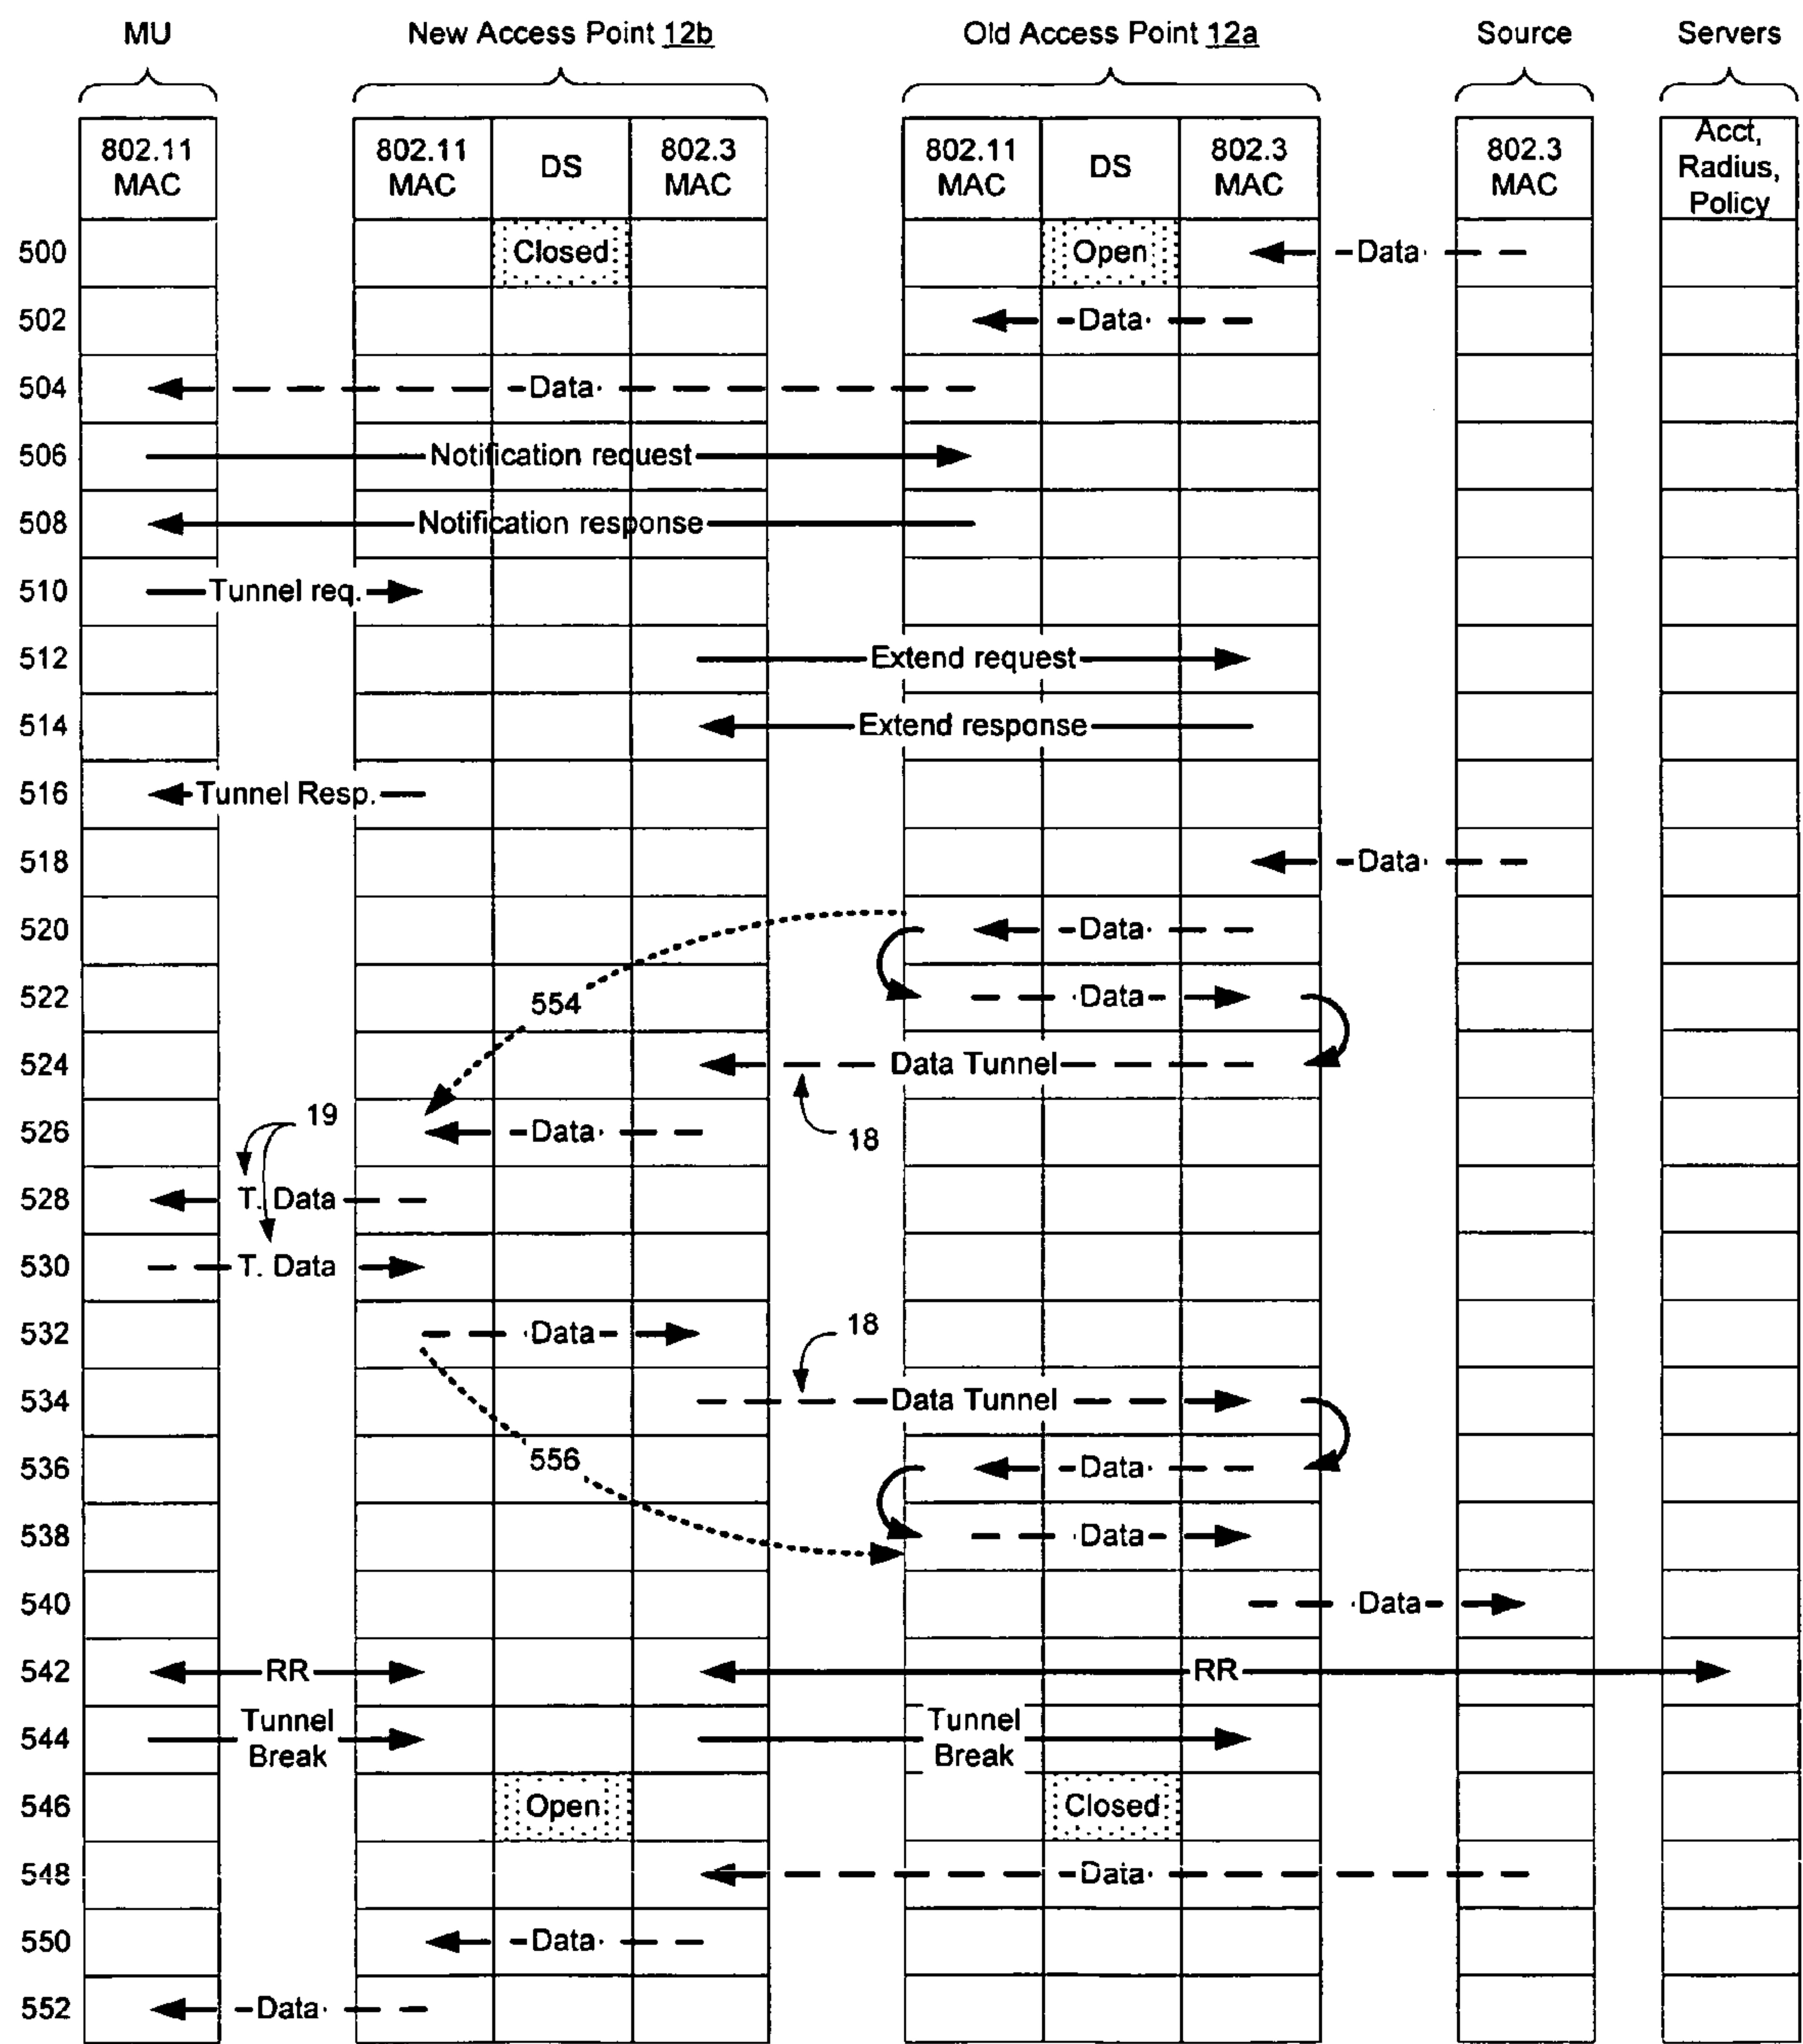 MU
New Access Point 12b
Old Access Point 12a
Source
Servers
802.11
MAC
802.11
MAC
DS
802.3
MAC
802.11
MAC
DS
802.3
MAC
802.3
MAC
Acct,
Radius,
Policy
500
Closed
Open
Data
502
Data
504
Data
506
Notification request
508
Notification response
510
Tunnel req.
512
Extend request
514
Extend response
516
Tunnel Resp.
518
Data
520
Data
522
554
Data
524
Data Tunnel
19
526
Data
18
528
T. Data
530
T. Data
532
Data
18
534
Data Tunnel
536
556
Data
538
Data
540
Data
542
RR
RR
544
Tunnel
Break
Tunnel
Break
546
Open
Closed
548
Data
550
Data
552
Data